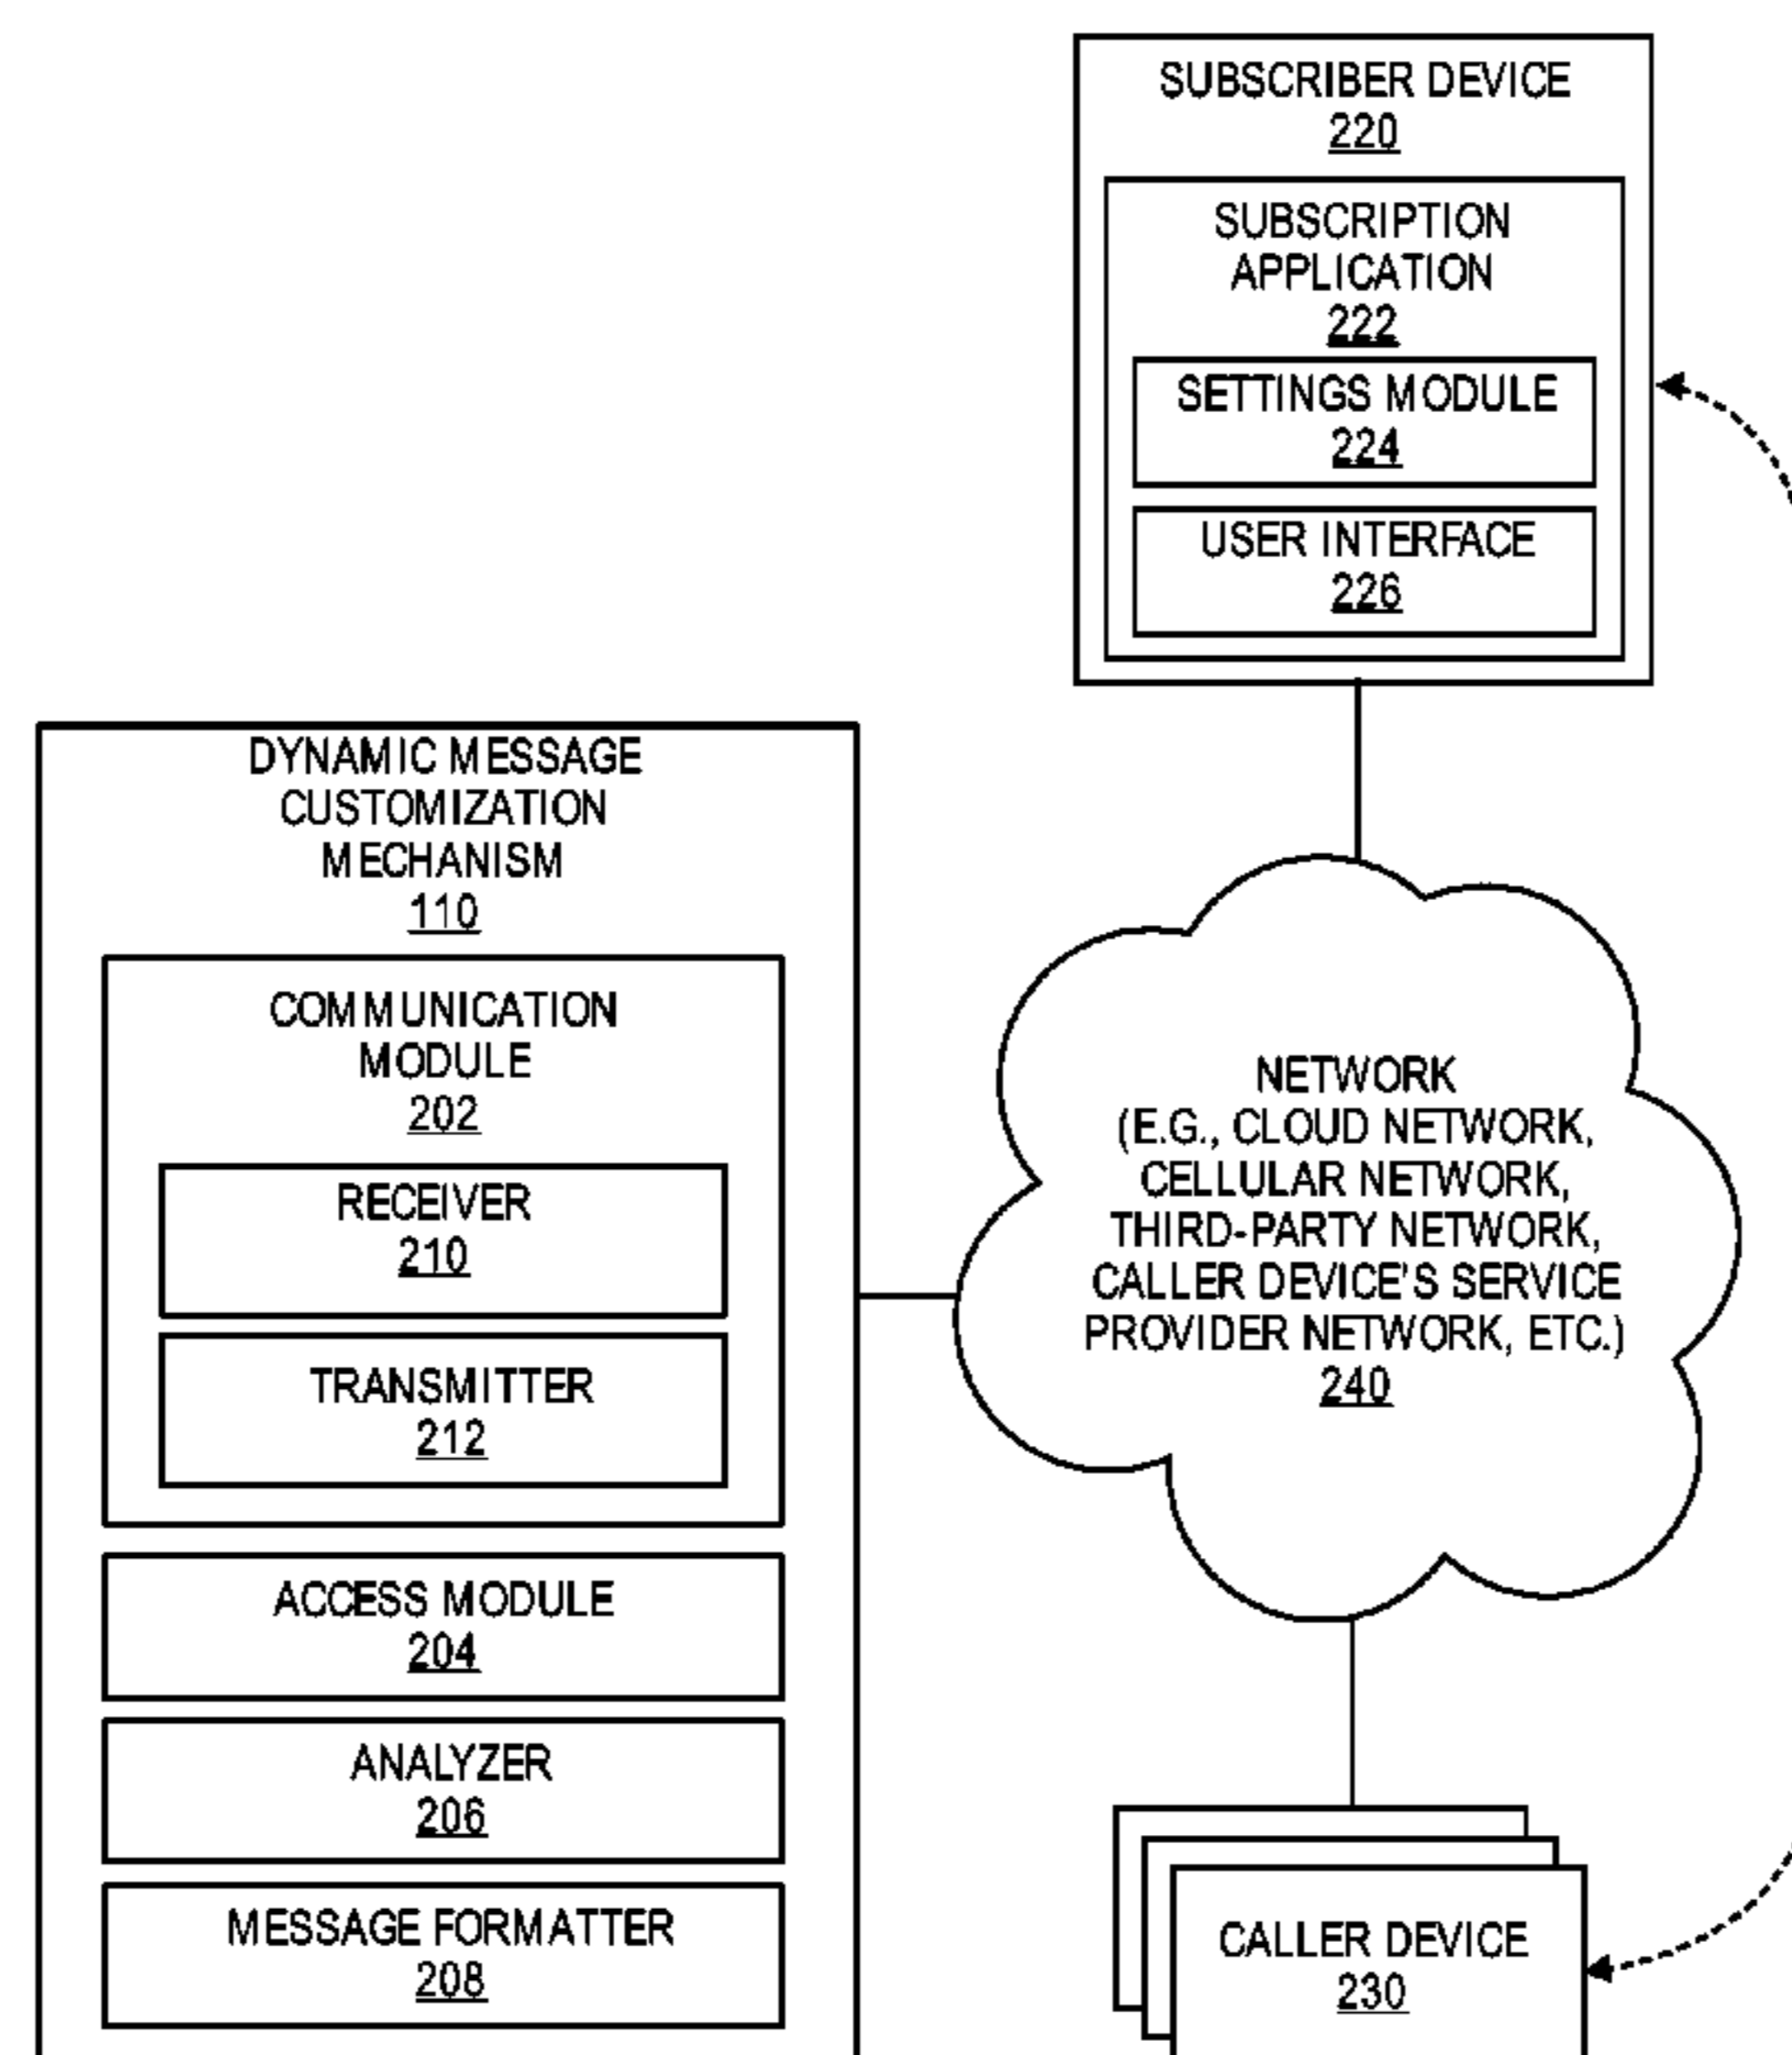 SUBSCRIBER DEVICE
220
SUBSCRIPTION
APPLICATION
222
SETTINGS MODULE
224
USER INTERFACE
226
DYNAMIC MESSAGE
CUSTOMIZATION
MECHANISM
110
COMMUNICATION
MODULE
202
RECEIVER
210
TRANSMITTER
212
ACCESS MODULE
204
ANALYZER
206
MESSAGE FORMATTER
208
NETWORK
(E.G., CLOUD NETWORK,
CELLULAR NETWORK,
THIRD-PARTY NETWORK,
CALLER DEVICE'S SERVICE
PROVIDER NETWORK, ETC.)
240
CALLER DEVICE
230